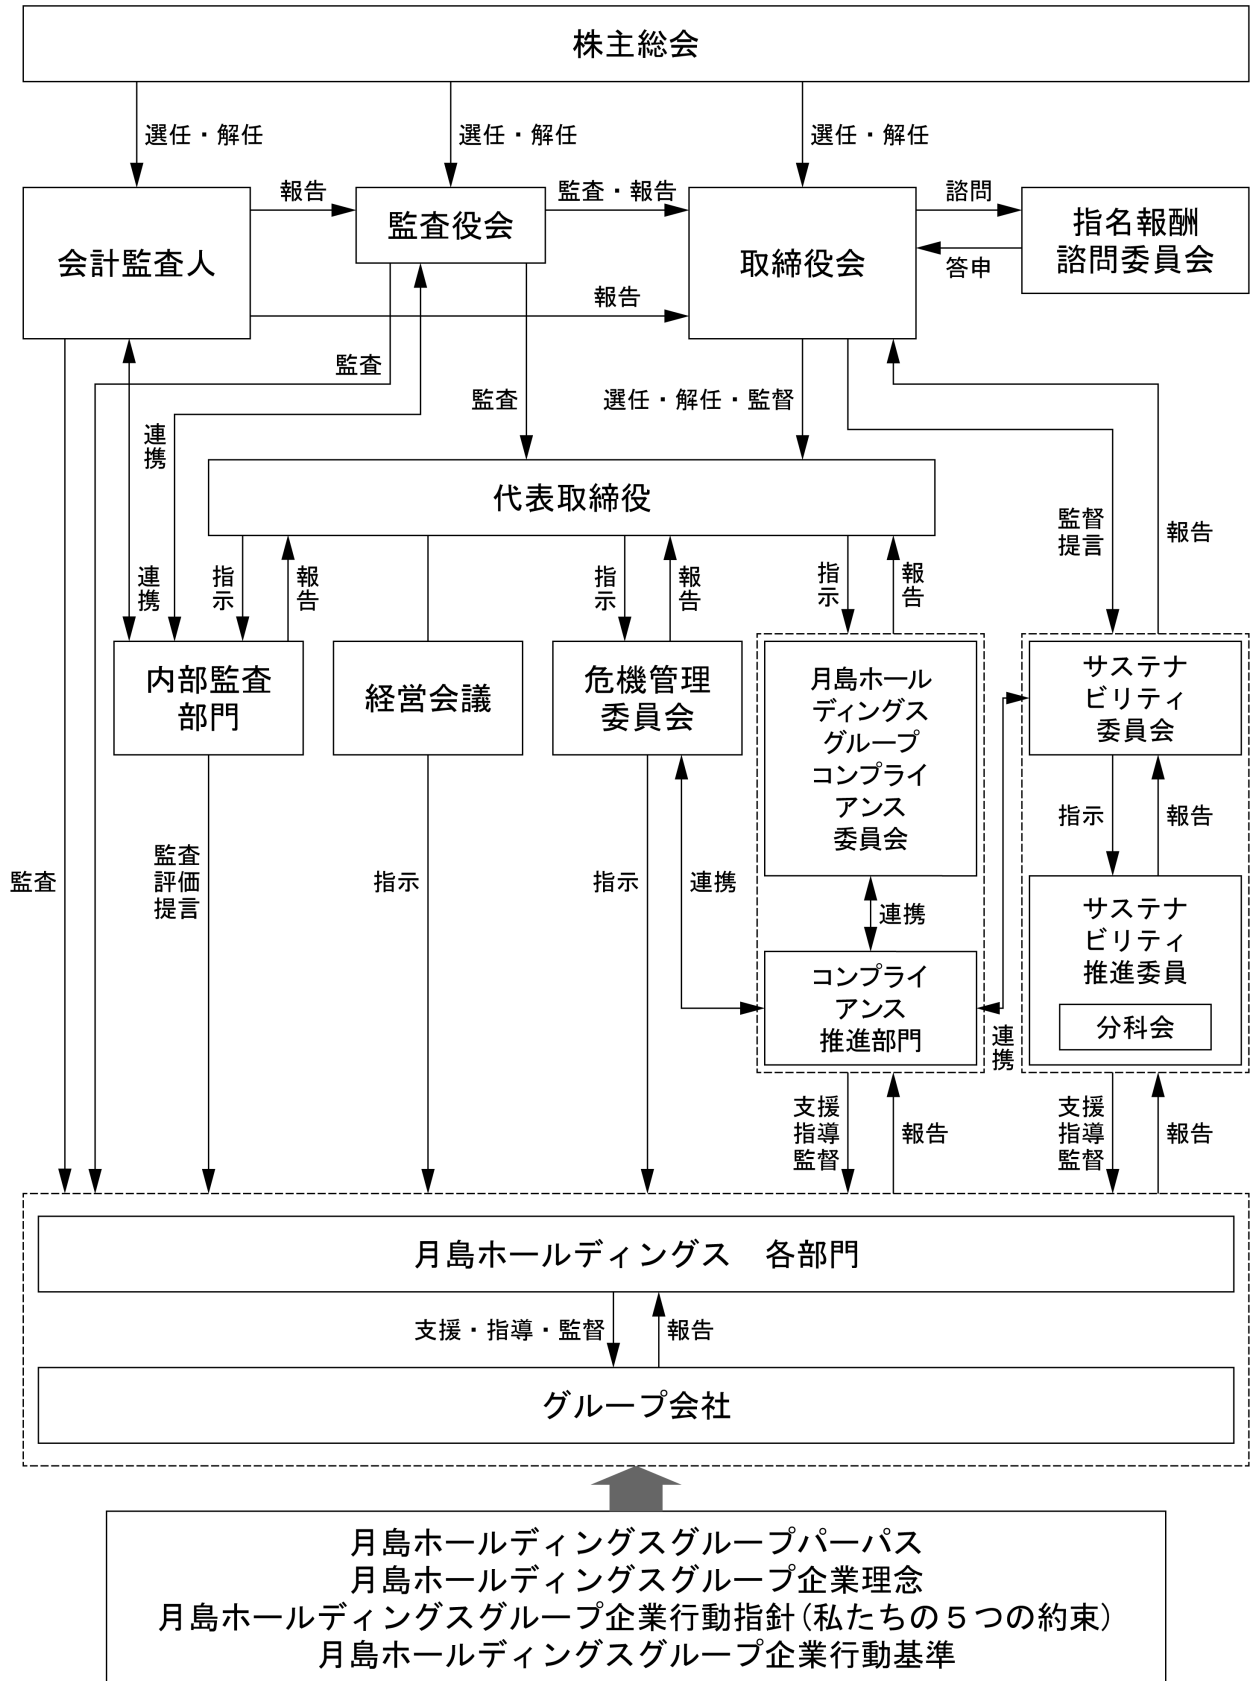 株主総会
選任・解任
選任・解任
選任・解任
報告
監査・報告
諮問
会計監査人
監査役会
取締役会
指名報酬
諮問委員会
答申
報告
監査
監査
選任・解任・監督
連携
代表取締役
監督
提言
報告
連携
指示
報告
指示
報告
指示
報告
内部監査
部門
経営会議
危機管理
委員会
月島ホール
ディングス
グループ
コンプライ
アンス
委員会
サステナ
ビリティ
委員会
指示
報告
監査
監査
評価
提言
指示
指示
連携
連携
サステナ
ビリティ
推進委員
分科会
コンプライ
アンス
推進部門
連携
支援
指導
監督
報告
支援
指導
監督
報告
月島ホールディングス　各部門
支援・指導・監督
報告
グループ会社
月島ホールディングスグループパーパス
月島ホールディングスグループ企業理念
月島ホールディングスグループ企業行動指針（私たちの５つの約束）
月島ホールディングスグループ企業行動基準